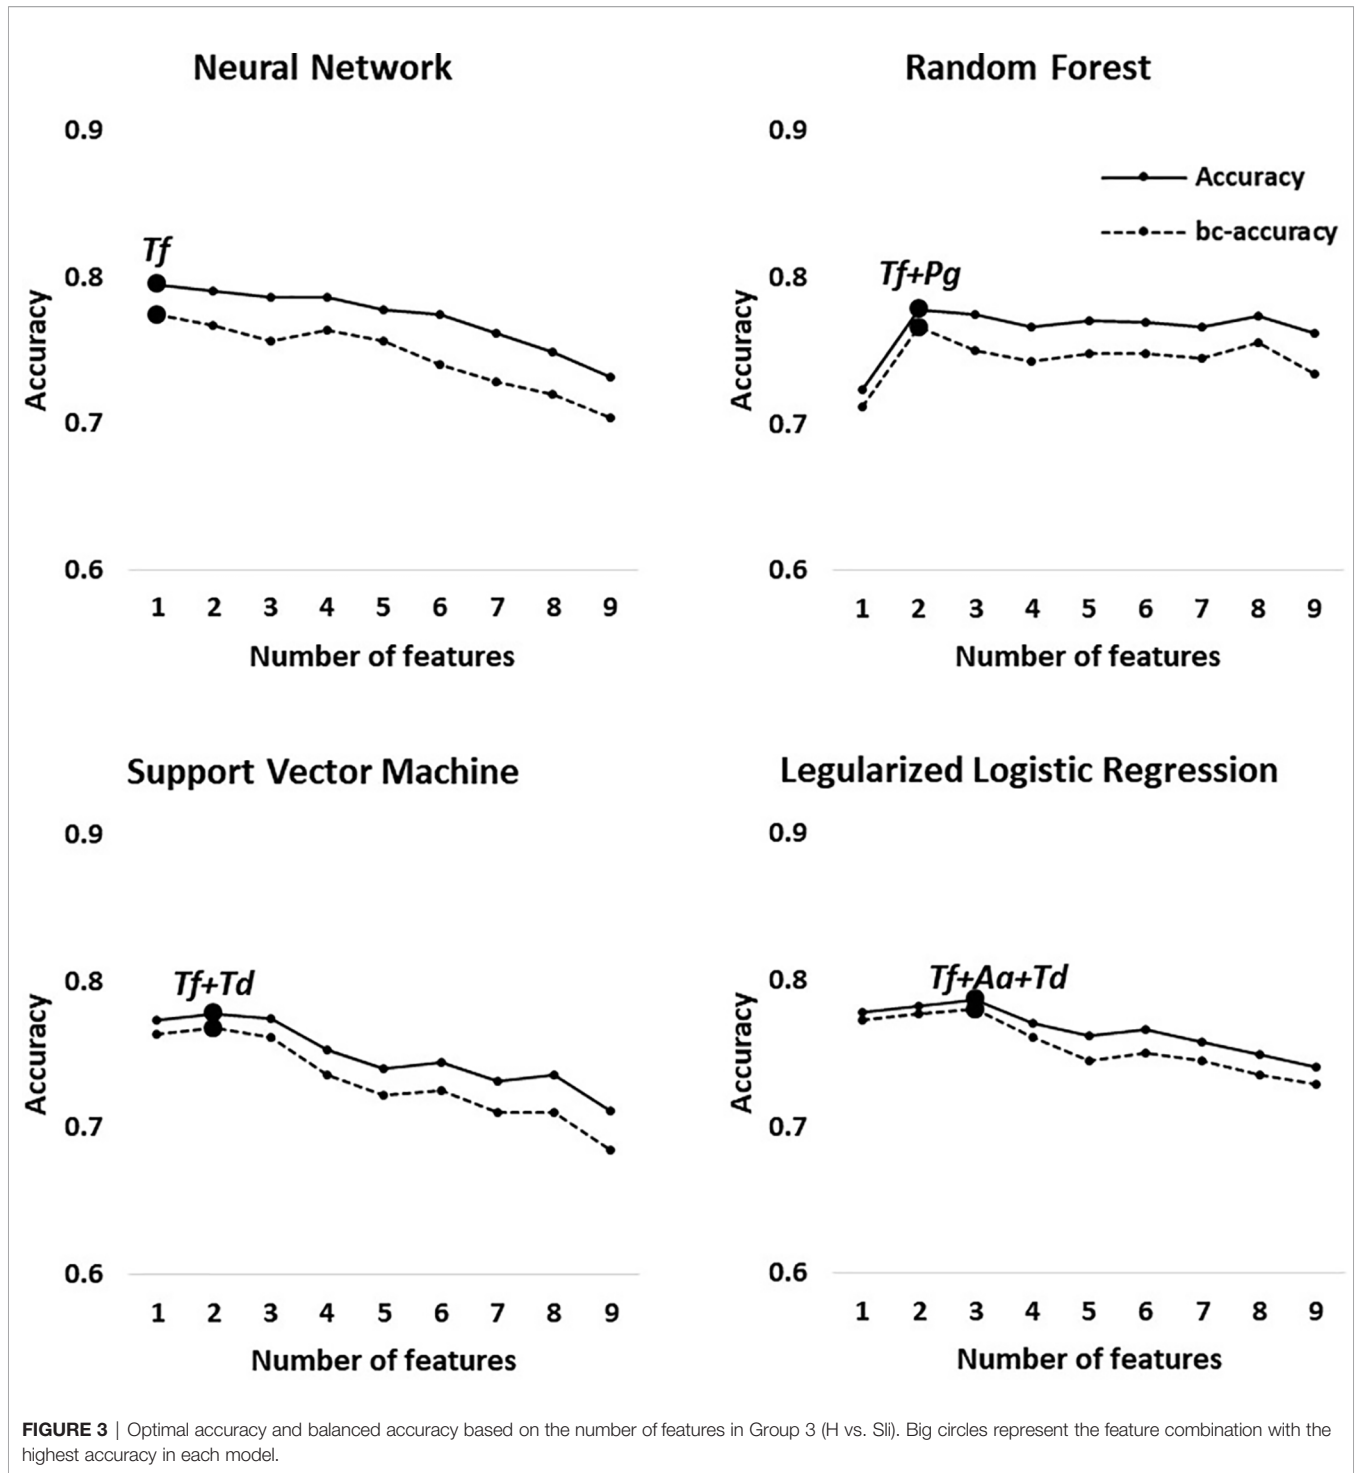 Neural Network
0.9
Tf
0.8
Accuracy
0.7
0.6
1 2 3 4 5 6 7 8 9
Number of features
Random Forest
0.9
Accuracy
bc-accuracy
Tf+Pg
0.8
Accuracy
0.7
0.6
1 2 3 4 5 6 7 8 9
Number of features
Support Vector Machine
0.9
0.8
Tf+Td
Accuracy
0.7
0.6
1 2 3 4 5 6 7 8 9
Number of features
Legularized Logistic Regression
0.9
0.8
Tf+Aa+Td
Accuracy
0.7
0.6
1 2 3 4 5 6 7 8 9
Number of features
FIGURE 3 | Optimal accuracy and balanced accuracy based on the number of features in Group 3 (H vs. Sli). Big circles represent the feature combination with the
highest accuracy in each model.